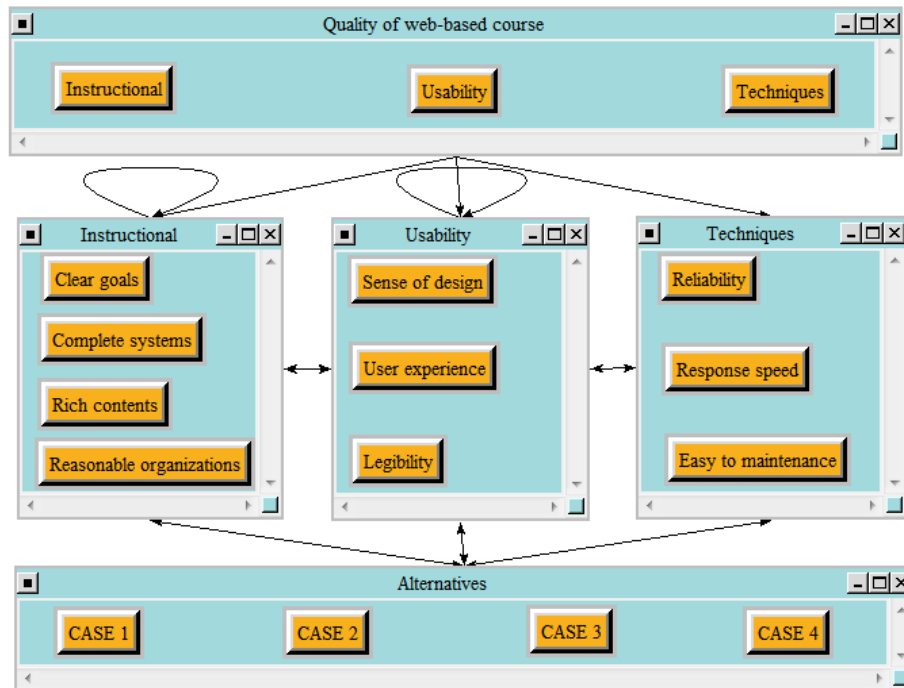 Quality of web-based course
Instructional
Usability
Techniques
Instructional
Clear goals
Complete systems
Rich contents
Reasonable organizations
Usability
Sense of design
User experience
Legibility
Techniques
Reliability
Response speed
Easy to maintenance
Alternatives
CASE 1
CASE 2
CASE 3
CASE 4